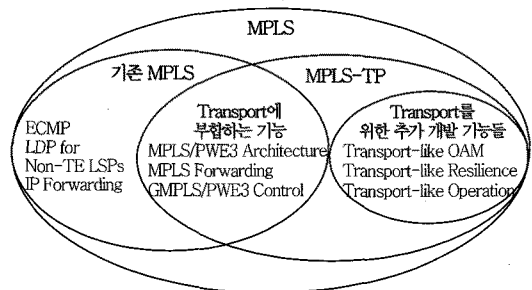 MPLS
기존 MPLS
MPLS-TP
ECMP
LDP for
Non-TE LSPs
IP Forwarding
Transport에
부합하는 기능
MPLS/PWE3 Architecture
MPLS Forwarding
GMPLS/PWE3 Control
Transport를
위한 추가 개발 기능들
Transport-like OAM
Transport-like Resilience
Transport-like Operation